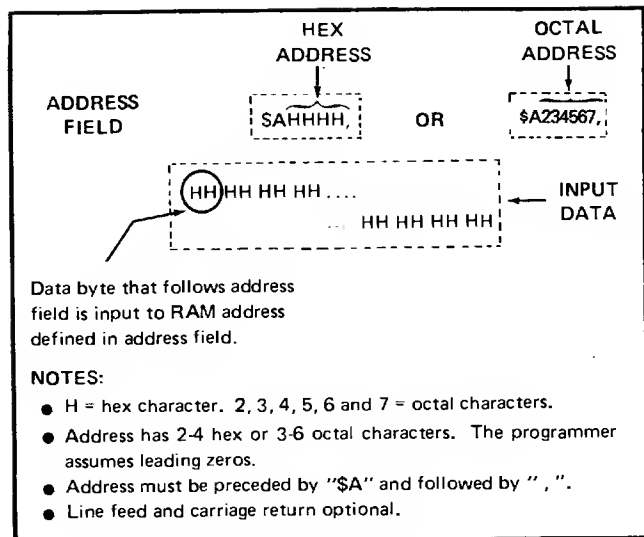 HEX ADDRESS
OCTAL ADDRESS
ADDRESS FIELD
$AHHHH,
OR
$A234567,
HH HH HH HH ....
... HH HH HH HH
INPUT DATA
Data byte that follows address
field is input to RAM address
defined in address field.
NOTES:
● H = hex character. 2, 3, 4, 5, 6 and 7 = octal characters.
● Address has 2-4 hex or 3-6 octal characters. The programmer
assumes leading zeros.
● Address must be preceded by "$A" and followed by " , ".
● Line feed and carriage return optional.